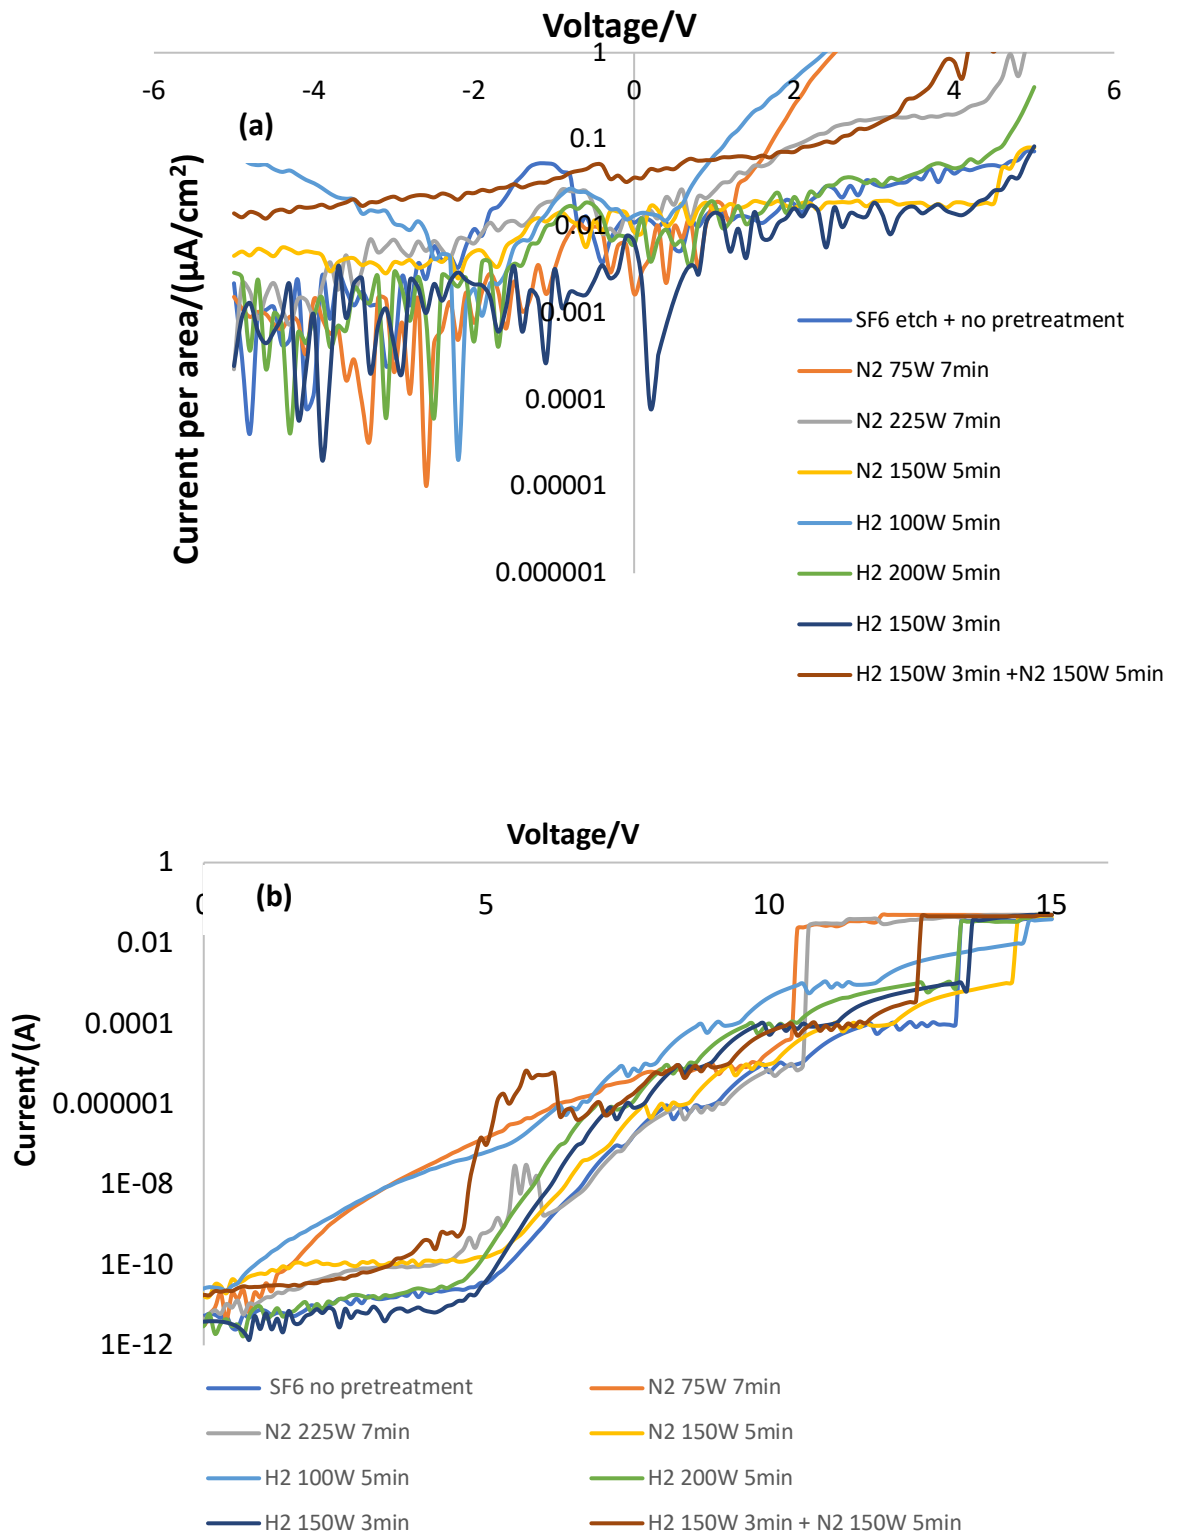 Voltage/V
1
-6 -4 -2 0 2 4 6
(a)
0.1
0.01
0.001
0.0001
0.00001
0.000001
Current per area/(µA/cm2)
SF6 etch + no pretreatment
N2 75W 7min
N2 225W 7min
N2 150W 5min
H2 100W 5min
H2 200W 5min
H2 150W 3min
H2 150W 3min +N2 150W 5min
Voltage/V
1
0 5 10 15
(b)
0.01
0.0001
0.000001
1E-08
1E-10
1E-12
Current/(A)
SF6 no pretreatment N2 75W 7min
N2 225W 7min N2 150W 5min
H2 100W 5min H2 200W 5min
H2 150W 3min H2 150W 3min + N2 150W 5min